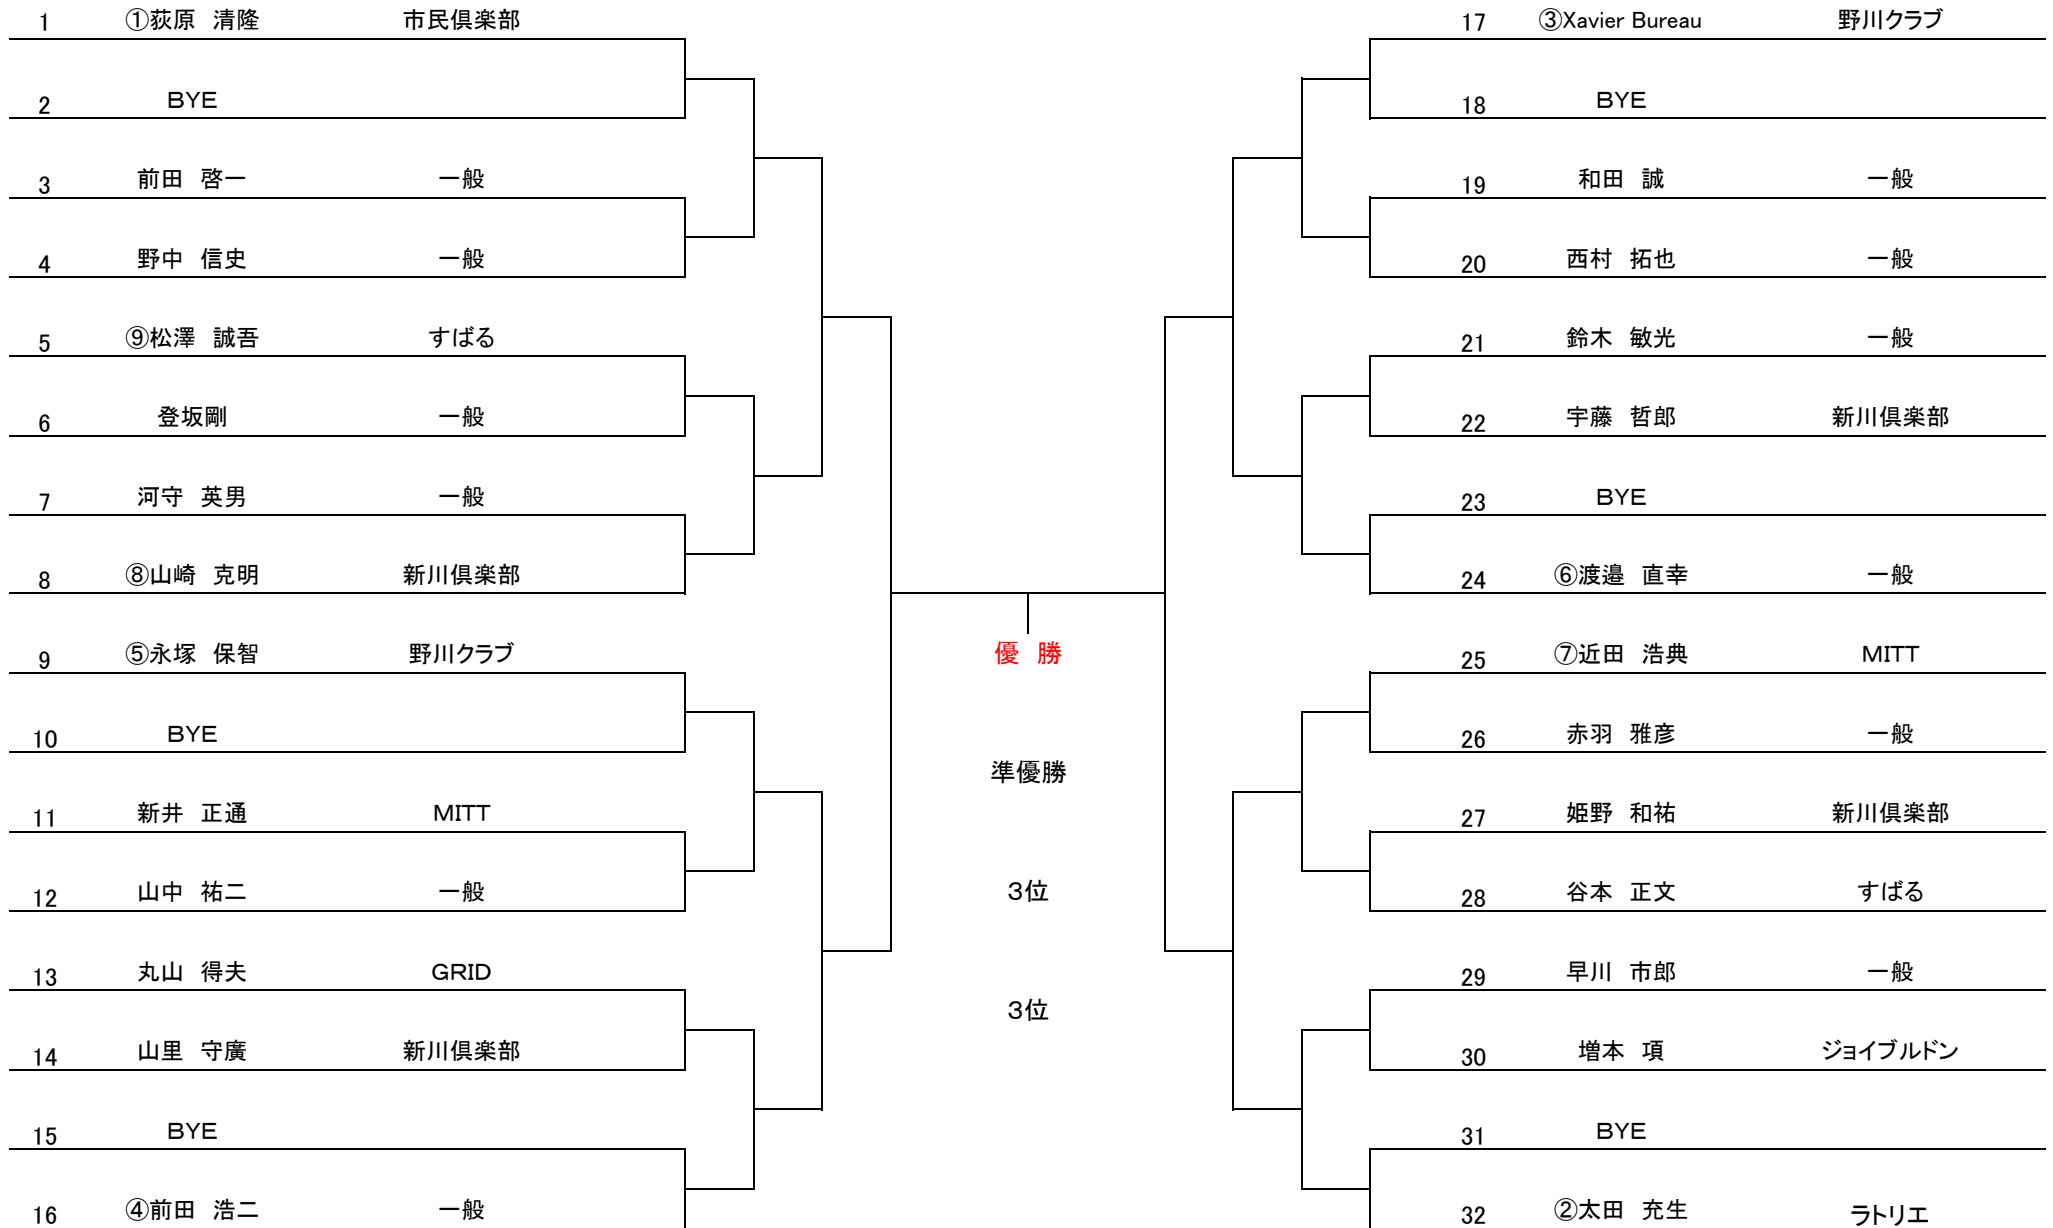 1 ①荻原 清隆 市民倶楽部
2 BYE
3 前田 啓一 一般
4 野中 信史 一般
5 ⑨松澤 誠吾 すばる
6 登坂剛 一般
7 河守 英男 一般
8 ⑧山崎 克明 新川倶楽部
9 ⑤永塚 保智 野川クラブ
10 BYE
11 新井 正通 MITT
12 山中 祐二 一般
13 丸山 得夫 GRID
14 山里 守廣 新川倶楽部
15 BYE
16 ④前田 浩二 一般
優 勝
準優勝
3位
3位
17 ③Xavier Bureau 野川クラブ
18 BYE
19 和田 誠 一般
20 西村 拓也 一般
21 鈴木 敏光 一般
22 宇藤 哲郎 新川倶楽部
23 BYE
24 ⑥渡邉 直幸 一般
25 ⑦近田 浩典 MITT
26 赤羽 雅彦 一般
27 姫野 和祐 新川倶楽部
28 谷本 正文 すばる
29 早川 市郎 一般
30 増本 項 ジョイブルドン
31 BYE
32 ②太田 充生 ラトリエ